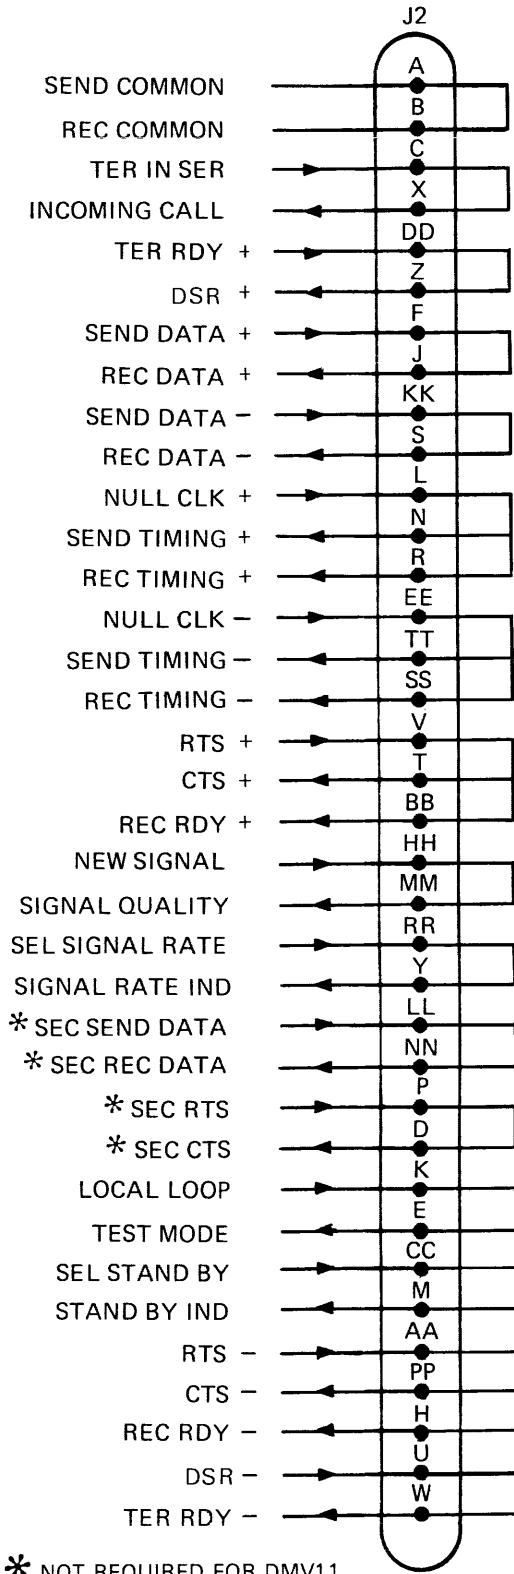 J2
A
SEND COMMON
B
REC COMMON
C
TER IN SER
X
INCOMING CALL
DD
TER RDY +
Z
DSR +
F
SEND DATA +
J
REC DATA +
KK
SEND DATA –
S
REC DATA –
L
NULL CLK +
N
SEND TIMING +
R
REC TIMING +
EE
NULL CLK –
TT
SEND TIMING –
SS
REC TIMING –
V
RTS +
T
CTS +
BB
REC RDY +
HH
NEW SIGNAL
MM
SIGNAL QUALITY
RR
SEL SIGNAL RATE
Y
SIGNAL RATE IND
LL
* SEC SEND DATA
NN
* SEC REC DATA
P
* SEC RTS
D
* SEC CTS
K
LOCAL LOOP
E
TEST MODE
CC
SEL STAND BY
M
STAND BY IND
AA
RTS –
PP
CTS –
H
REC RDY –
U
DSR –
W
TER RDY –
* NOT REQUIRED FOR DMV11